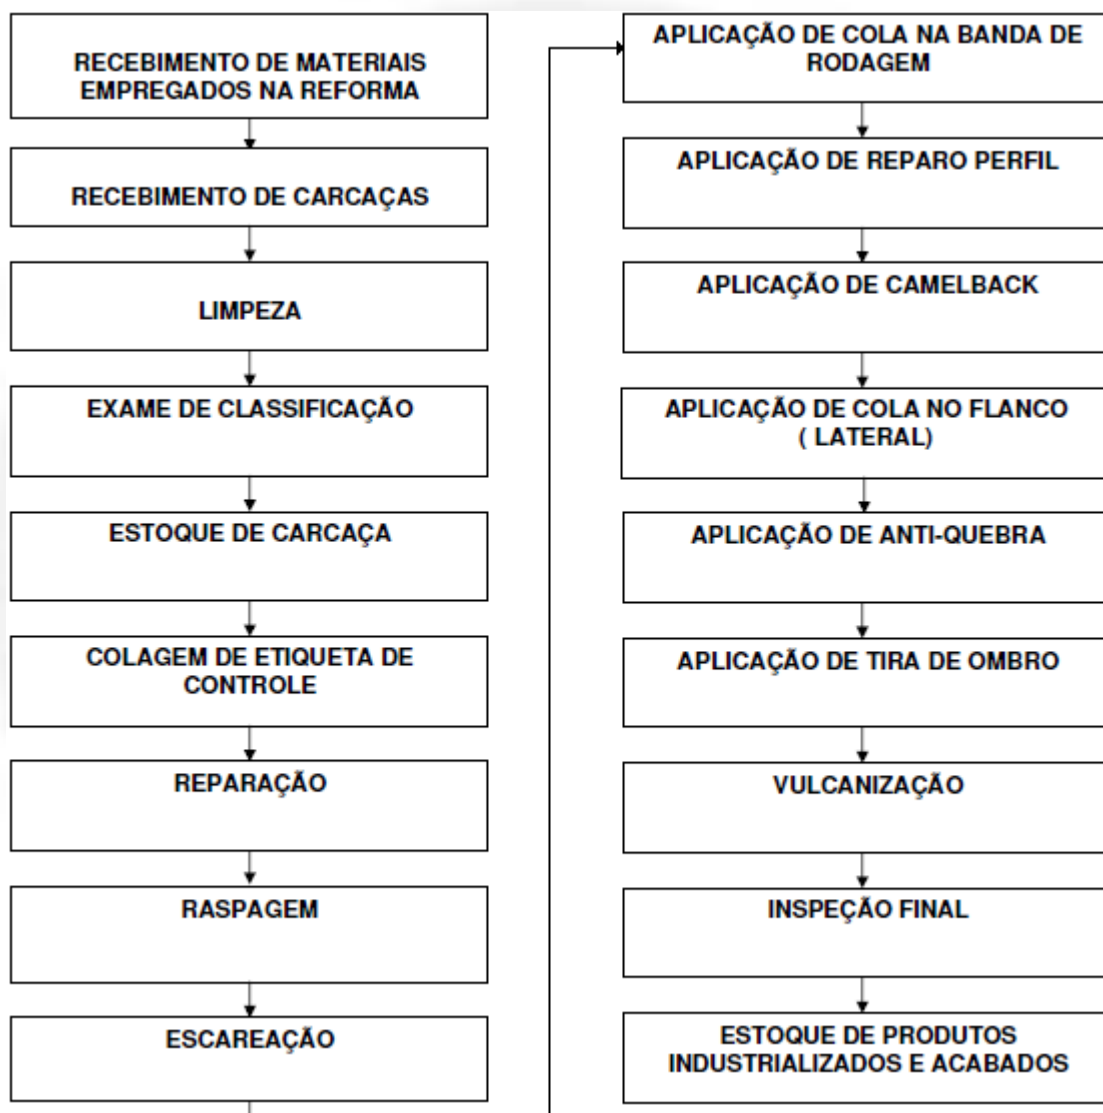 RECEBIMENTO DE MATERIAIS
EMPREGADOS NA REFORMA
RECEBIMENTO DE CARCAÇAS
LIMPEZA
EXAME DE CLASSIFICAÇÃO
ESTOQUE DE CARCAÇA
COLAGEM DE ETIQUETA DE
CONTROLE
REPARAÇÃO
RASPAGEM
ESCAREAÇÃO
APLICAÇÃO DE COLA NA BANDA DE
RODAGEM
APLICAÇÃO DE REPARO PERFIL
APLICAÇÃO DE CAMELBACK
APLICAÇÃO DE COLA NO FLANCO
( LATERAL)
APLICAÇÃO DE ANTI-QUEBRA
APLICAÇÃO DE TIRA DE OMBRO
VULCANIZAÇÃO
INSPEÇÃO FINAL
ESTOQUE DE PRODUTOS
INDUSTRIALIZADOS E ACABADOS